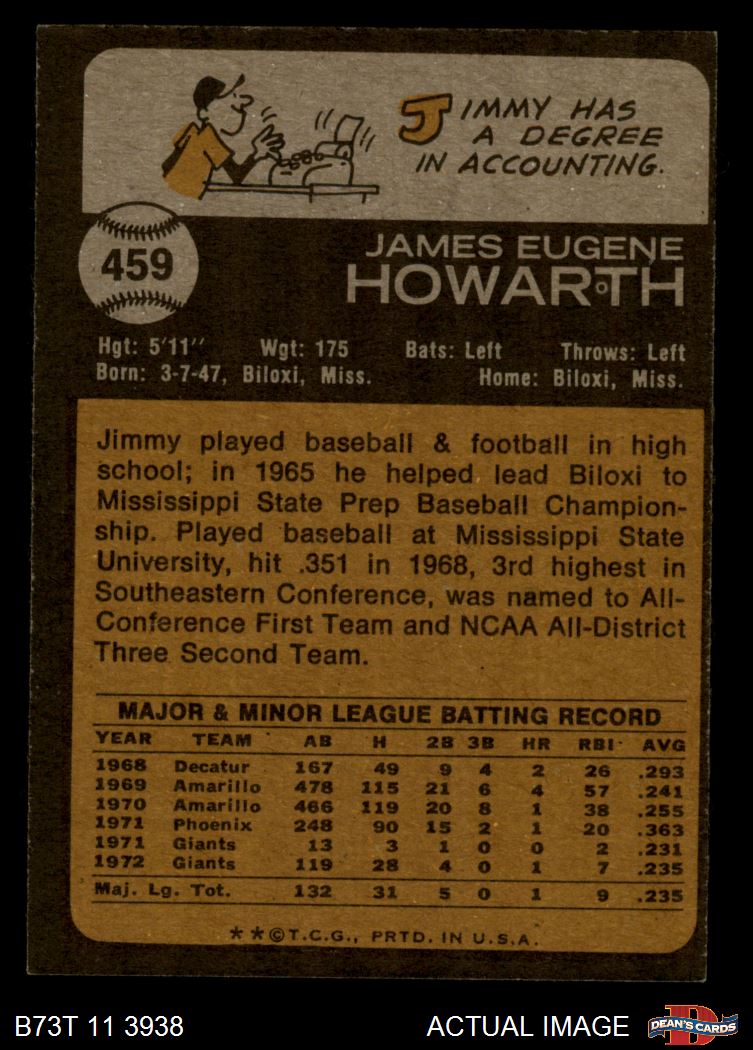 JIMMY HAS
A DEGREE
IN ACCOUNTING.
459
JAMES EUGENE
HOWARTH
Hgt: 5'11" Wgt: 175 Bats: Left Throws: Left
Born: 3-7-47, Biloxi, Miss. Home: Biloxi, Miss.
Jimmy played baseball & football in high
school; in 1965 he helped lead Biloxi to
Mississippi State Prep Baseball Champion-
ship. Played baseball at Mississippi State
University, hit .351 in 1968, 3rd highest in
Southeastern Conference, was named to All-
Conference First Team and NCAA All-District
Three Second Team.
MAJOR & MINOR LEAGUE BATTING RECORD
YEAR TEAM AB H 2B 3B HR RBI AVG
1968 Decatur 167 49 9 4 2 26 .293
1969 Amarillo 478 115 21 6 4 57 .241
1970 Amarillo 466 119 20 8 1 38 .255
1971 Phoenix 248 90 15 2 1 20 .363
1971 Giants 13 3 1 0 0 2 .231
1972 Giants 119 28 4 0 1 7 .235
Maj. Lg. Tot. 132 31 5 0 1 9 .235
**©T.C.G., PRTD. IN U.S.A.
B73T 11 3938 ACTUAL IMAGE D DEAN'S CARDS